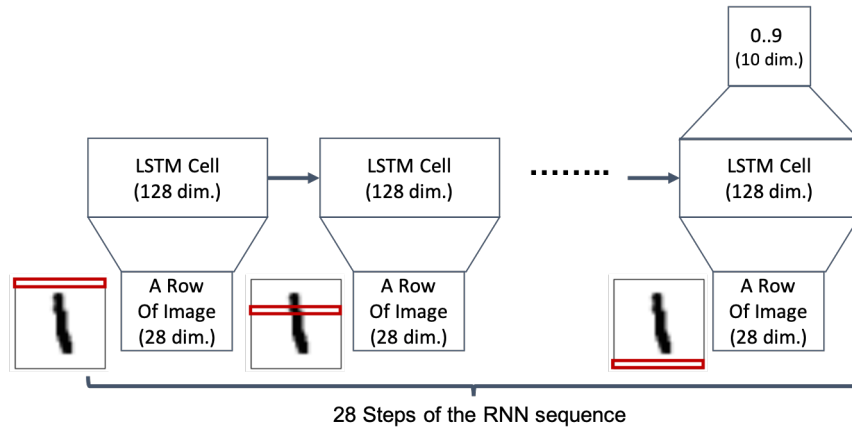 0..9
(10 dim.)
LSTM Cell
(128 dim.)
LSTM Cell
(128 dim.)
........
LSTM Cell
(128 dim.)
A Row
Of Image
(28 dim.)
A Row
Of Image
(28 dim.)
A Row
Of Image
(28 dim.)
28 Steps of the RNN sequence